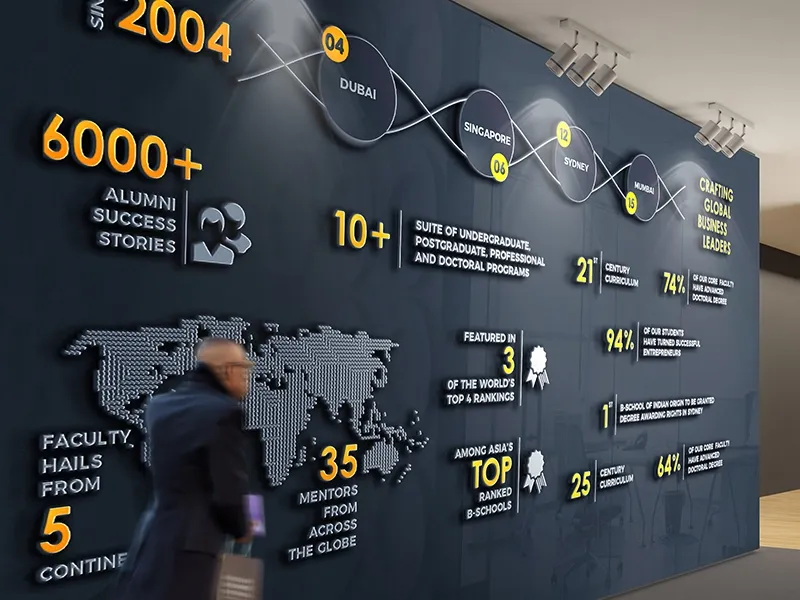 SIN
2004
04
DUBAI
SINGAPORE
06
12
SYDNEY
MUMBAI
15
CRAFTING
GLOBAL
BUSINESS
LEADERS
6000+
ALUMNI
SUCCESS
STORIES
10+
SUITE OF UNDERGRADUATE,
POSTGRADUATE, PROFESSIONAL
AND DOCTORAL PROGRAMS
21ST
CENTURY
CURRICULUM
74%
OF OUR CORE FACULTY
HAVE ADVANCED
DOCTORAL DEGREE
FEATURED IN
3
OF THE WORLD'S
TOP 4 RANKINGS
94%
OF OUR STUDENTS
HAVE TURNED SUCCESSFUL
ENTREPRENEURS
1ST
B-SCHOOL OF INDIAN ORIGIN TO BE GRANTED
DEGREE AWARDING RIGHTS IN SYDNEY
FACULTY
HAILS
FROM
5
CONTINE
35
MENTORS
FROM
ACROSS
THE GLOBE
AMONG ASIA'S
TOP
RANKED
B-SCHOOLS
25
CENTURY
CURRICULUM
64%
OF OUR CORE FACULTY
HAVE ADVANCED
DOCTORAL DEGREE